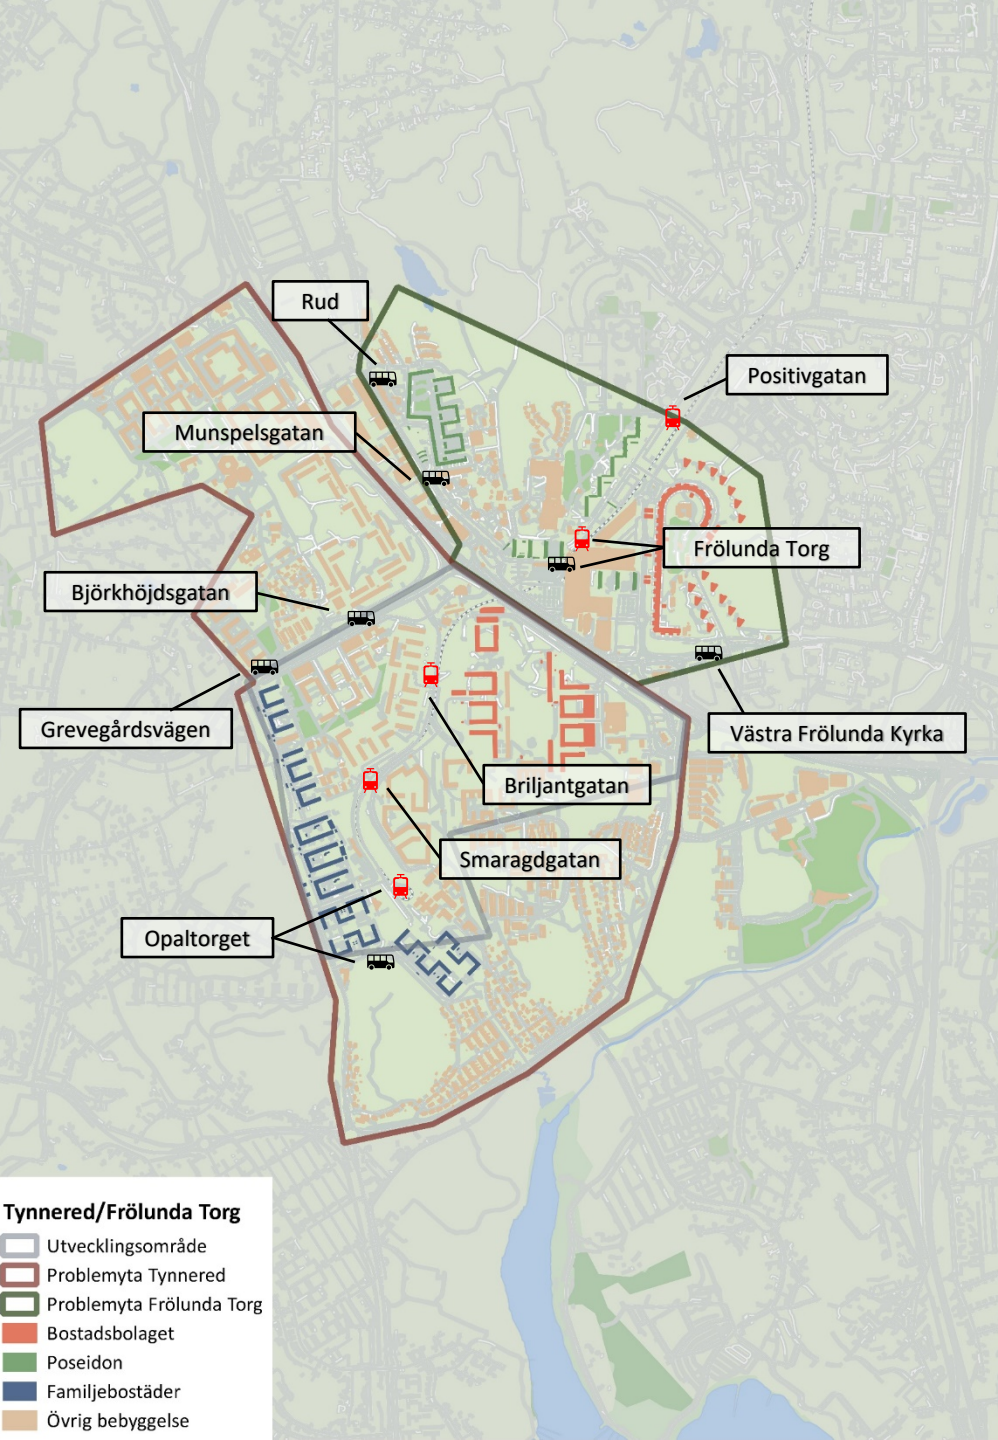 Rud
Positivgatan
Munspelsgatan
Frölunda Torg
Björkhöjdsgatan
Grevegårdsvägen
Västra Frölunda Kyrka
Briljantgatan
Smaragdgatan
Opaltorget
Tynnered/Frölunda Torg
Utvecklingsområde
Problemyta Tynnered
Problemyta Frölunda Torg
Bostadsbolaget
Poseidon
Familjebostäder
Övrig bebyggelse